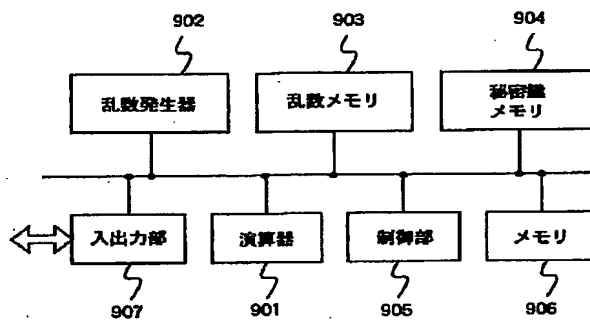 902
903
904
乱数発生器
乱数メモリ
秘密鍵
メモリ
入出力部
演算器
制御部
メモリ
907
901
905
906